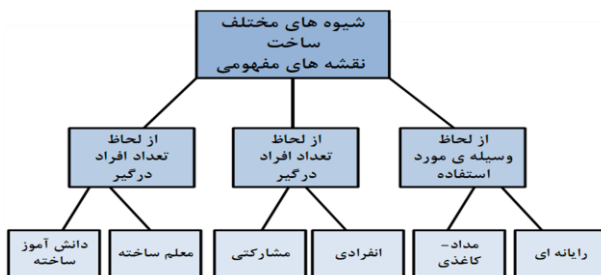 شیوه های مختلف
ساخت
نقشه های مفهومی
از لحاظ
وسیله ی مورد
استفاده
از لحاظ
تعداد افراد
درگیر
از لحاظ
تعداد افراد
درگیر
رایانه ای
مداد-
کاغذی
انفرادی
مشارکتی
معلم ساخته
دانش آموز
ساخته